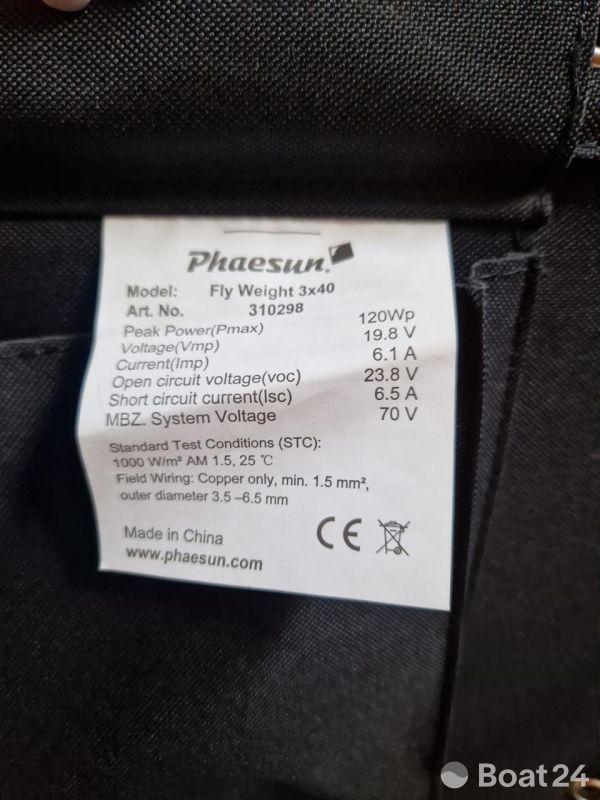 Phaesun.
Model: Fly Weight 3x40
Art. No. 310298
Peak Power(Pmax) 120Wp
Voltage(Vmp) 19.8 V
Current(Imp) 6.1 A
Open circuit voltage(voc) 23.8 V
Short circuit current(Isc) 6.5 A
MBZ. System Voltage 70 V
Standard Test Conditions (STC):
1000 W/m² AM 1.5, 25 ℃
Field Wiring: Copper only, min. 1.5 mm²,
outer diameter 3.5 –6.5 mm
Made in China
www.phaesun.com
CE
Boat24